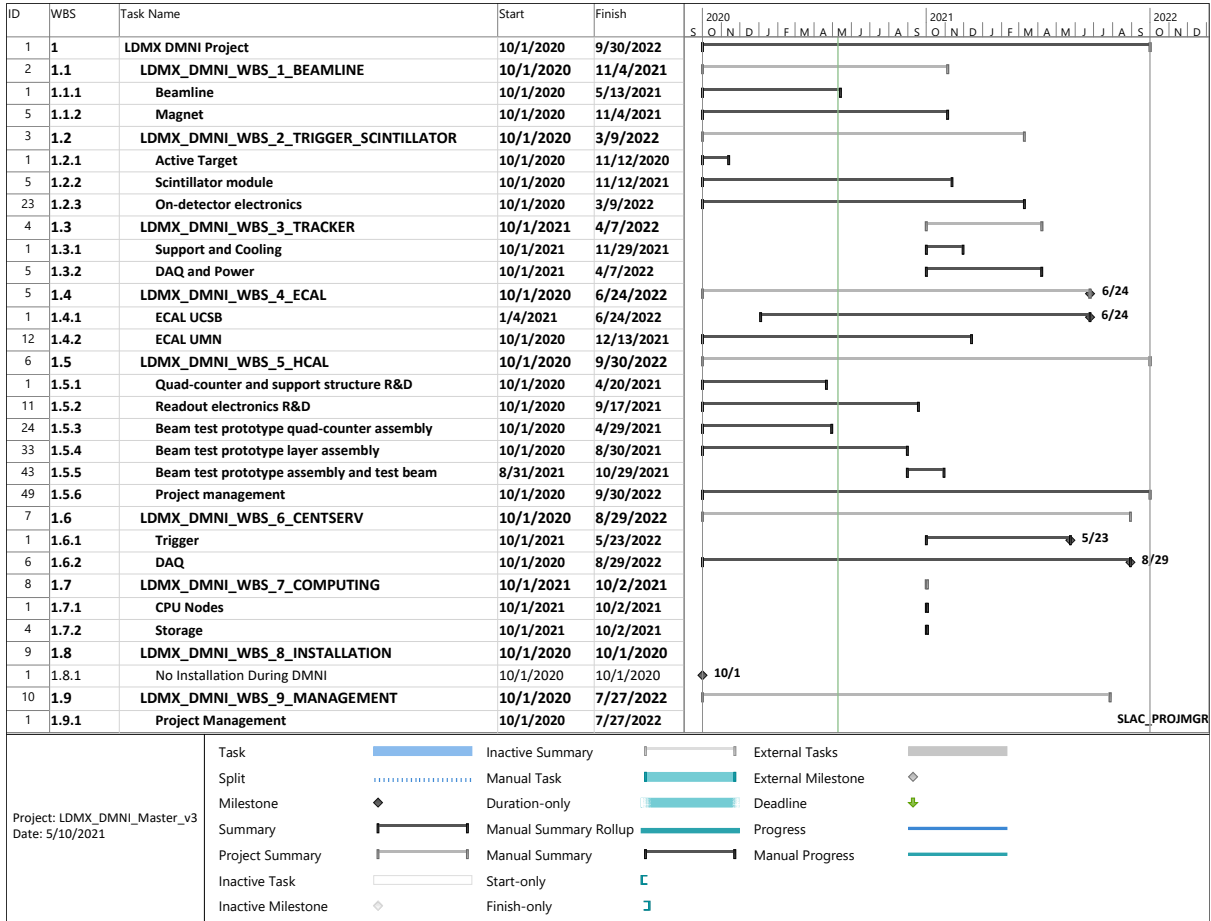 ID WBS Task Name Start Finish 2020 2021 2022
S O N D J F M A M J J A S O N D J F M A M J J A S O N D
1 1 LDMX DMNI Project 10/1/2020 9/30/2022
2 1.1 LDMX_DMNI_WBS_1_BEAMLINE 10/1/2020 11/4/2021
1 1.1.1 Beamline 10/1/2020 5/13/2021
5 1.1.2 Magnet 10/1/2020 11/4/2021
3 1.2 LDMX_DMNI_WBS_2_TRIGGER_SCINTILLATOR 10/1/2020 3/9/2022
1 1.2.1 Active Target 10/1/2020 11/12/2020
5 1.2.2 Scintillator module 10/1/2020 11/12/2021
23 1.2.3 On-detector electronics 10/1/2020 3/9/2022
4 1.3 LDMX_DMNI_WBS_3_TRACKER 10/1/2021 4/7/2022
1 1.3.1 Support and Cooling 10/1/2021 11/29/2021
5 1.3.2 DAQ and Power 10/1/2021 4/7/2022
5 1.4 LDMX_DMNI_WBS_4_ECAL 10/1/2020 6/24/2022 6/24
1 1.4.1 ECAL UCSB 1/4/2021 6/24/2022 6/24
12 1.4.2 ECAL UMN 10/1/2020 12/13/2021
6 1.5 LDMX_DMNI_WBS_5_HCAL 10/1/2020 9/30/2022
1 1.5.1 Quad-counter and support structure R&D 10/1/2020 4/20/2021
11 1.5.2 Readout electronics R&D 10/1/2020 9/17/2021
24 1.5.3 Beam test prototype quad-counter assembly 10/1/2020 4/29/2021
33 1.5.4 Beam test prototype layer assembly 10/1/2020 8/30/2021
43 1.5.5 Beam test prototype assembly and test beam 8/31/2021 10/29/2021
49 1.5.6 Project management 10/1/2020 9/30/2022
7 1.6 LDMX_DMNI_WBS_6_CENTSERV 10/1/2020 8/29/2022
1 1.6.1 Trigger 10/1/2021 5/23/2022 5/23
6 1.6.2 DAQ 10/1/2020 8/29/2022 8/29
8 1.7 LDMX_DMNI_WBS_7_COMPUTING 10/1/2021 10/2/2021
1 1.7.1 CPU Nodes 10/1/2021 10/2/2021
4 1.7.2 Storage 10/1/2021 10/2/2021
9 1.8 LDMX_DMNI_WBS_8_INSTALLATION 10/1/2020 10/1/2020
1 1.8.1 No Installation During DMNI 10/1/2020 10/1/2020 10/1
10 1.9 LDMX_DMNI_WBS_9_MANAGEMENT 10/1/2020 7/27/2022
1 1.9.1 Project Management 10/1/2020 7/27/2022 SLAC_PROJMGR
Project: LDMX_DMNI_Master_v3
Date: 5/10/2021
Task Inactive Summary External Tasks
Split Manual Task External Milestone
Milestone Duration-only Deadline
Summary Manual Summary Rollup Progress
Project Summary Manual Summary Manual Progress
Inactive Task Start-only
Inactive Milestone Finish-only